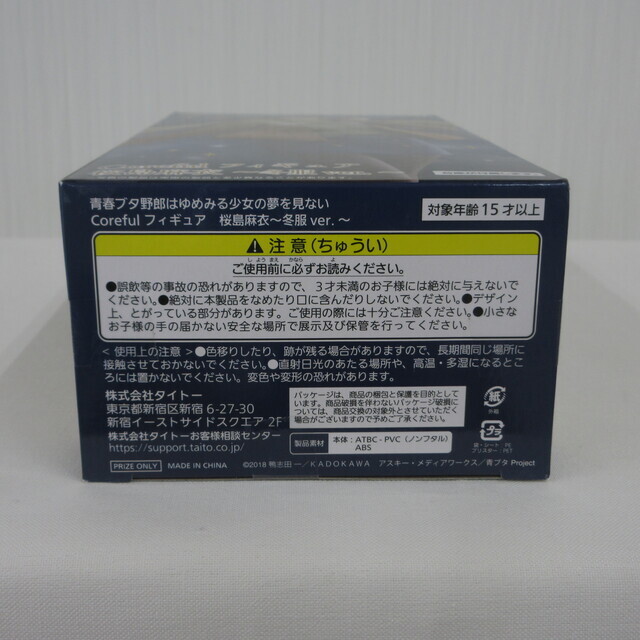 青春ブタ野郎はゆめみる少女の夢を見ない
Coreful フィギュア 桜島麻衣~冬服 ver. ~
対象年齢 15 才以上
注意(ちゅうい)
ご使用前に必ずお読みください。
●誤飲等の事故の恐れがありますので、3才未満のお子様には絶対に与えないで
ください。●絶対に本製品をなめたり口に含んだりしないでください。●デザイン
上、とがっている部分があります。ご使用の際には十分ご注意ください。●小さな
お子様の手の届かない安全な場所で展示及び保管を行ってください。
< 使用上の注意 >●色移りしたり、跡が残る場合がありますので、長期間同じ場所に
接触させておかないでください。●直射日光のあたる場所や、高温・多湿になるとこ
ろには置かないでください。変色や変形の恐れがあります。
株式会社タイトー
東京都新宿区新宿 6-27-30
新宿イーストサイドスクエア 2F
株式会社タイトーお客様相談センター
https://support.taito.co.jp/
パッケージは、商品の梱包と保護を目的としてい
ます。商品破損を伴わないパッケージ破損に
ついては、商品交換の対象外とさせていただ
きますのでご了承ください。
製品素材
本体:ATBC-PVC(ノンフタル)
ABS
紙
外箱
プラ
袋・シート:PE
ブリスター:PET
PRIZE ONLY
MADE IN CHINA
©2018 鴨志田 一/KADOKAWA アスキー・メディアワークス/青ブタ Project